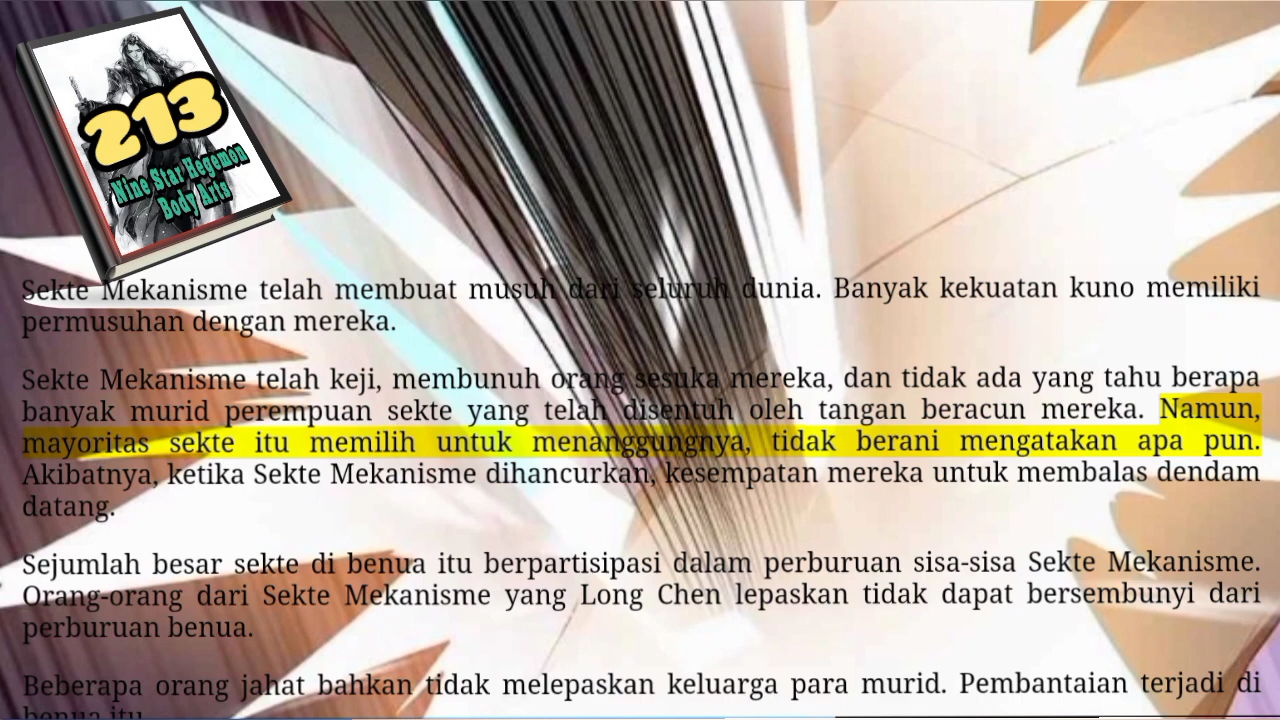 213
Nine Star Hegemon
Body Arts
Sekte Mekanisme telah membuat musuh dari seluruh dunia. Banyak kekuatan kuno memiliki
permusuhan dengan mereka.
Sekte Mekanisme telah keji, membunuh orang sesuka mereka, dan tidak ada yang tahu berapa
banyak murid perempuan sekte yang telah disentuh oleh tangan beracun mereka. Namun,
mayoritas sekte itu memilih untuk menanggungnya, tidak berani mengatakan apa pun.
Akibatnya, ketika Sekte Mekanisme dihancurkan, kesempatan mereka untuk membalas dendam
datang.
Sejumlah besar sekte di benua itu berpartisipasi dalam perburuan sisa-sisa Sekte Mekanisme.
Orang-orang dari Sekte Mekanisme yang Long Chen lepaskan tidak dapat bersembunyi dari
perburuan benua.
Beberapa orang jahat bahkan tidak melepaskan keluarga para murid. Pembantaian terjadi di
benua itu.